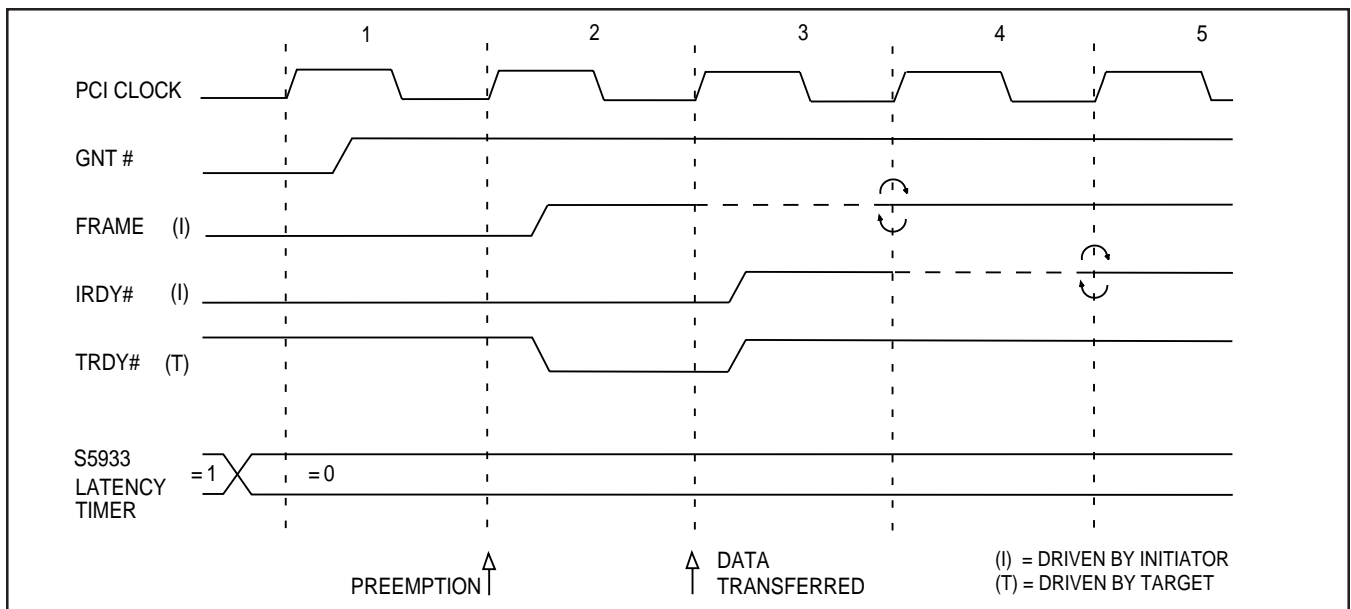 1 2 3 4 5
PCI CLOCK
GNT #
FRAME (I)
IRDY# (I)
TRDY# (T)
S5933
LATENCY
TIMER
= 1 = 0
PREEMPTION
DATA
TRANSFERRED
(I) = DRIVEN BY INITIATOR
(T) = DRIVEN BY TARGET